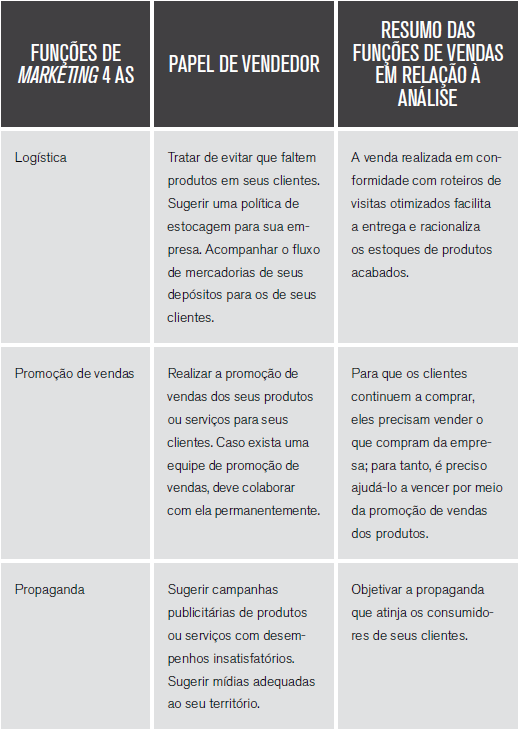 FUNÇÕES DE
MARKETING 4 AS
PAPEL DE VENDEDOR
RESUMO DAS
FUNÇÕES DE VENDAS
EM RELAÇÃO À
ANÁLISE
Logística
Tratar de evitar que faltem
produtos em seus clientes.
Sugerir uma política de
estocagem para sua em-
presa. Acompanhar o fluxo
de mercadorias de seus
depósitos para os de seus
clientes.
A venda realizada em con-
formidade com roteiros de
visitas otimizados facilita
a entrega e racionaliza
os estoques de produtos
acabados.
Promoção de vendas
Realizar a promoção de
vendas dos seus produtos
ou serviços para seus
clientes. Caso exista uma
equipe de promoção de
vendas, deve colaborar
com ela permanentemente.
Para que os clientes
continuem a comprar,
eles precisam vender o
que compram da empre-
sa; para tanto, é preciso
ajudá-lo a vencer por meio
da promoção de vendas
dos produtos.
Propaganda
Sugerir campanhas
publicitárias de produtos
ou serviços com desem-
penhos insatisfatórios.
Sugerir mídias adequadas
ao seu território.
Objetivar a propaganda
que atinja os consumido-
res de seus clientes.